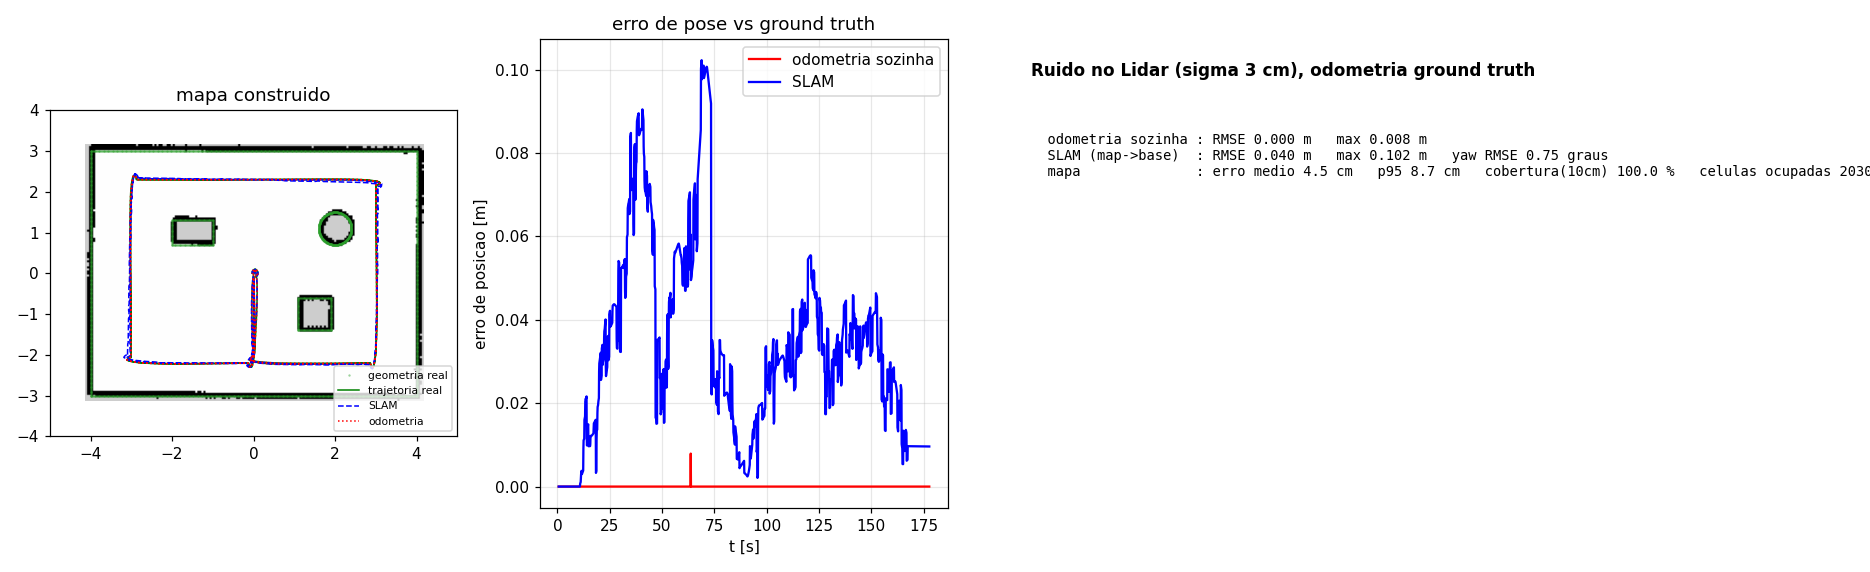 mapa construido
4
3
2
1
0
−1
−2
−3
−4
−4
−2
0
2
4
geometria real
trajetoria real
SLAM
odometria
erro de pose vs ground truth
odometria sozinha
SLAM
erro de posicao [m]
0.10
0.08
0.06
0.04
0.02
0.00
0
25
50
75
100
125
150
175
t [s]
Ruido no Lidar (sigma 3 cm), odometria ground truth
odometria sozinha : RMSE 0.000 m   max 0.008 m
SLAM (map->base)  : RMSE 0.040 m   max 0.102 m   yaw RMSE 0.75 graus
mapa              : erro medio 4.5 cm   p95 8.7 cm   cobertura(10cm) 100.0 %   celulas ocupadas 2030